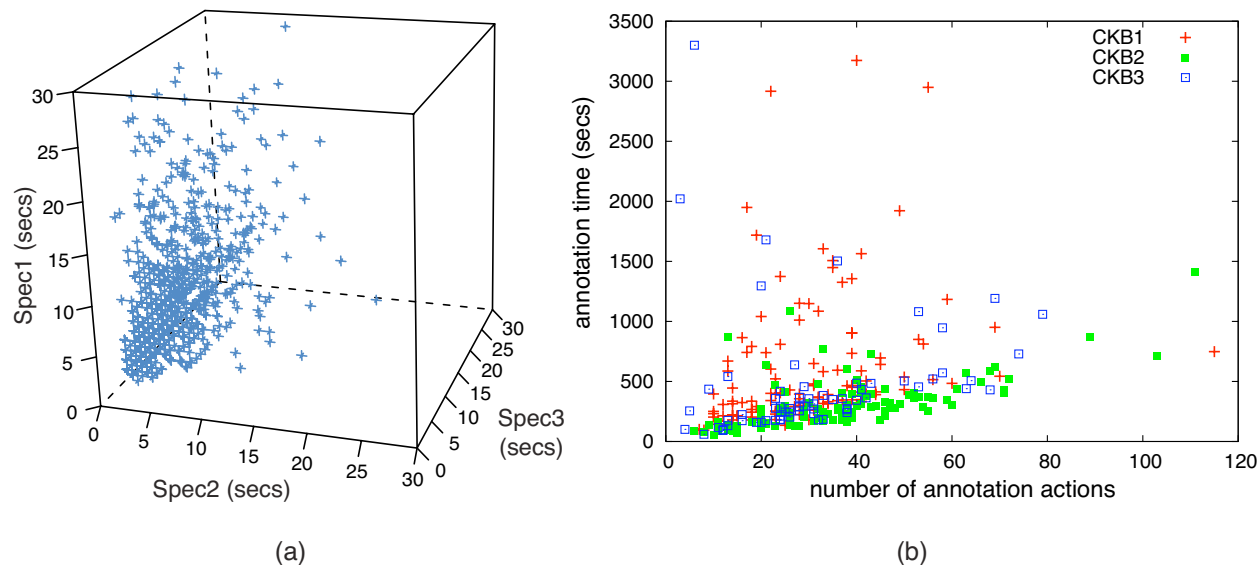 30
25
20
15
10
5
0
Spec1 (secs)
0
5
10
15
20
25
30
Spec2 (secs)
0
5
10
15
20
25
30
Spec3
(secs)
(a)
3500
3000
2500
2000
1500
1000
500
0
annotation time (secs)
CKB1
CKB2
CKB3
0 20 40 60 80 100 120
number of annotation actions
(b)